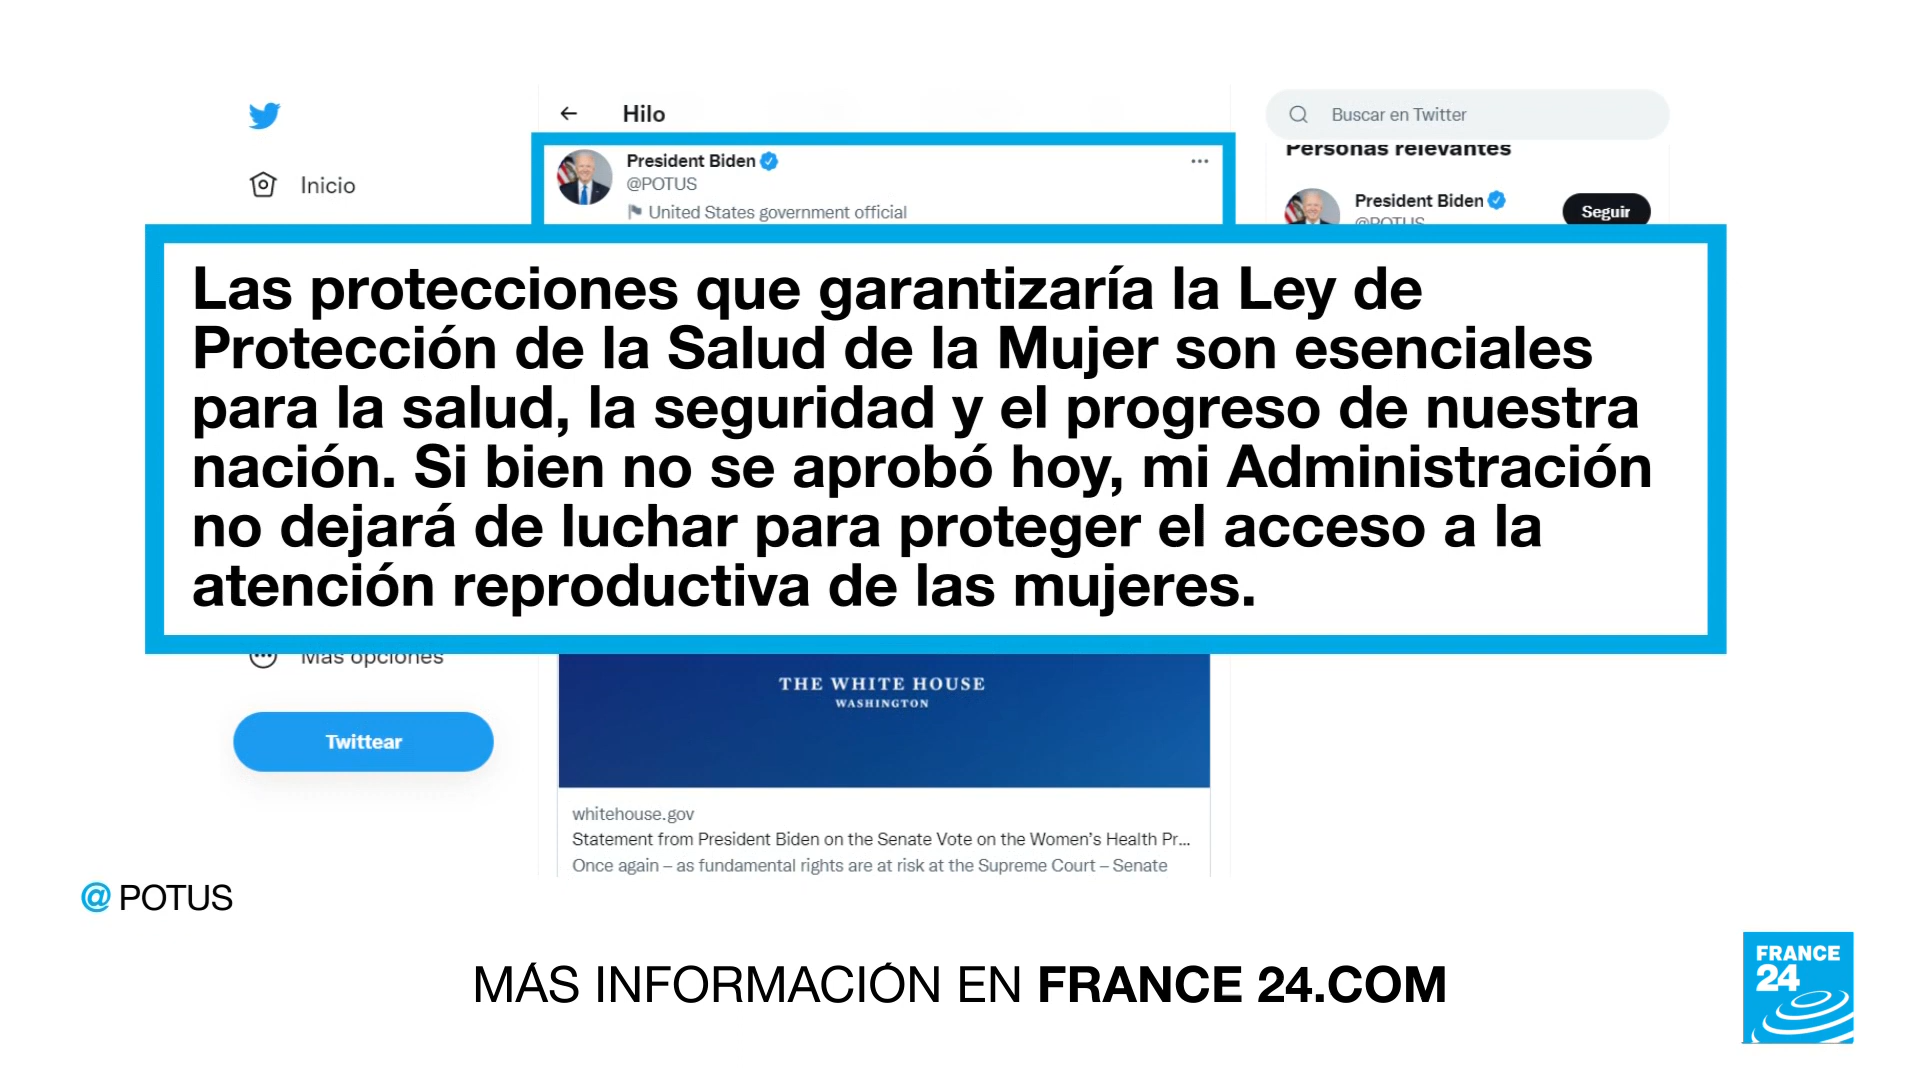 Hilo
Buscar en Twitter
Personas relevantes
President Biden
@POTUS
United States government official
Inicio
President Biden
@POTUS
Seguir
Las protecciones que garantizaría la Ley de
Protección de la Salud de la Mujer son esenciales
para la salud, la seguridad y el progreso de nuestra
nación. Si bien no se aprobó hoy, mi Administración
no dejará de luchar para proteger el acceso a la
atención reproductiva de las mujeres.
Más opciones
THE WHITE HOUSE
WASHINGTON
Twittear
whitehouse.gov
Statement from President Biden on the Senate Vote on the Women's Health Pr...
Once again – as fundamental rights are at risk at the Supreme Court – Senate
@ POTUS
MÁS INFORMACIÓN EN FRANCE 24.COM
FRANCE
24